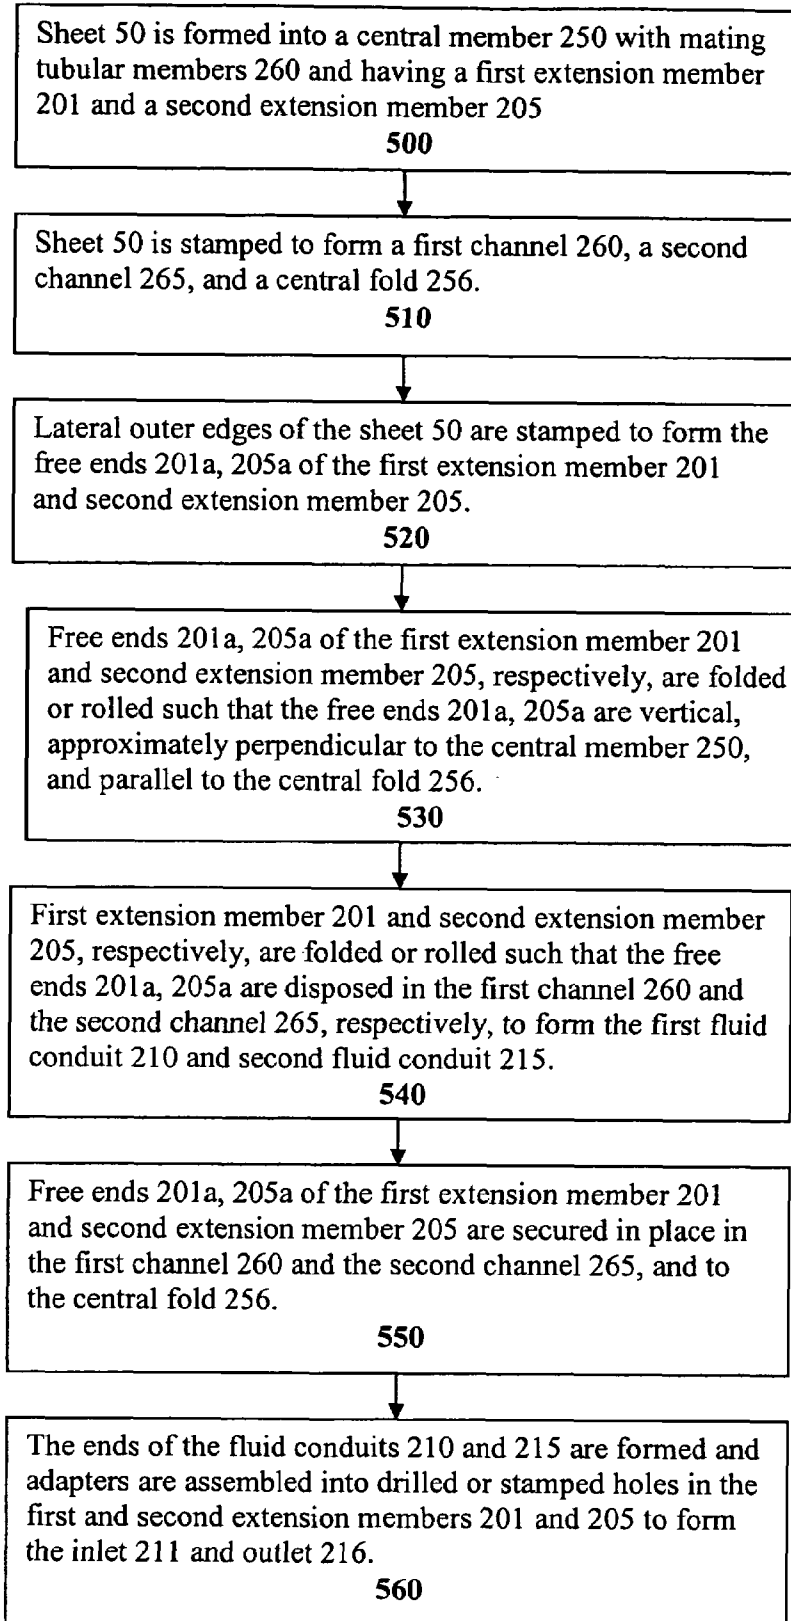 Sheet 50 is formed into a central member 250 with mating
tubular members 260 and having a first extension member
201 and a second extension member 205
500
Sheet 50 is stamped to form a first channel 260, a second
channel 265, and a central fold 256.
510
Lateral outer edges of the sheet 50 are stamped to form the
free ends 201a, 205a of the first extension member 201
and second extension member 205.
520
Free ends 201a, 205a of the first extension member 201
and second extension member 205, respectively, are folded
or rolled such that the free ends 201a, 205a are vertical,
approximately perpendicular to the central member 250,
and parallel to the central fold 256.
530
First extension member 201 and second extension member
205, respectively, are folded or rolled such that the free
ends 201a, 205a are disposed in the first channel 260 and
the second channel 265, respectively, to form the first fluid
conduit 210 and second fluid conduit 215.
540
Free ends 201a, 205a of the first extension member 201
and second extension member 205 are secured in place in
the first channel 260 and the second channel 265, and to
the central fold 256.
550
The ends of the fluid conduits 210 and 215 are formed and
adapters are assembled into drilled or stamped holes in the
first and second extension members 201 and 205 to form
the inlet 211 and outlet 216.
560